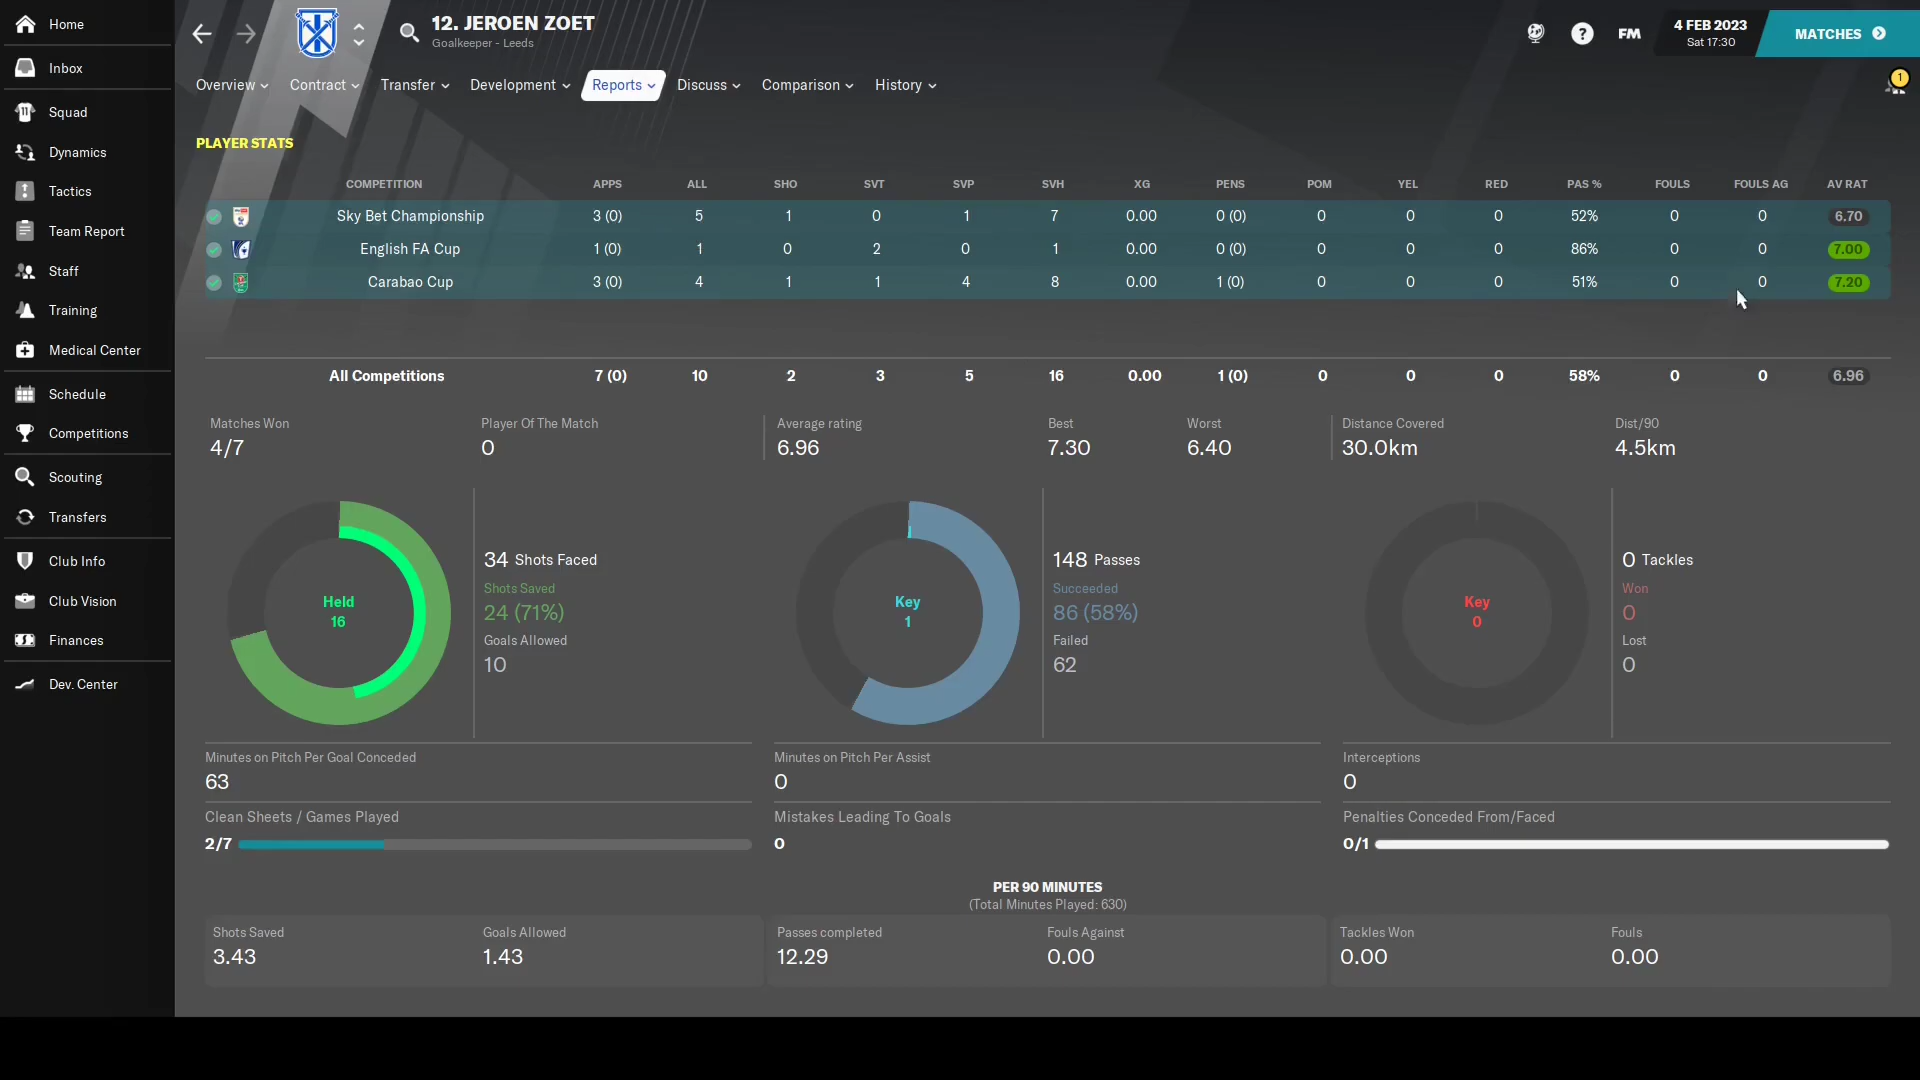 Home
Inbox
Squad
Dynamics
Tactics
Team Report
Staff
Training
Medical Center
Schedule
Competitions
Scouting
Transfers
Club Info
Club Vision
Finances
Dev. Center
12. JEROEN ZOET
Goalkeeper - Leeds
? FM 4 FEB 2023 MATCHES
Sat 17:30
Overview Contract Transfer Development Reports Discuss Comparison History
1
PLAYER STATS
COMPETITION APPS ALL SHO SVT SVP SVH XG PENS POM YEL RED PAS % FOULS FOULS AG AV RAT
Sky Bet Championship 3 (0) 5 1 0 1 7 0.00 0 (0) 0 0 0 52% 0 0 6.70
English FA Cup 1 (0) 1 0 2 0 1 0.00 0 (0) 0 0 0 86% 0 0 7.00
Carabao Cup 3 (0) 4 1 1 4 8 0.00 1 (0) 0 0 0 51% 0 0 7.20
All Competitions 7 (0) 10 2 3 5 16 0.00 1 (0) 0 0 0 58% 0 0 6.96
Matches Won Player Of The Match Average rating Best Worst Distance Covered Dist/90
4/7 0 6.96 7.30 6.40 30.0km 4.5km
Held
16
34 Shots Faced
Shots Saved
24 (71%)
Goals Allowed
10
Key
1
148 Passes
Succeeded
86 (58%)
Failed
62
Key
0
0 Tackles
Won
0
Lost
0
Minutes on Pitch Per Goal Conceded Minutes on Pitch Per Assist Interceptions
63 0 0
Clean Sheets / Games Played Mistakes Leading To Goals Penalties Conceded From/Faced
2/7 0 0/1
PER 90 MINUTES
(Total Minutes Played: 630)
Shots Saved Goals Allowed Passes completed Fouls Against Tackles Won Fouls
3.43 1.43 12.29 0.00 0.00 0.00